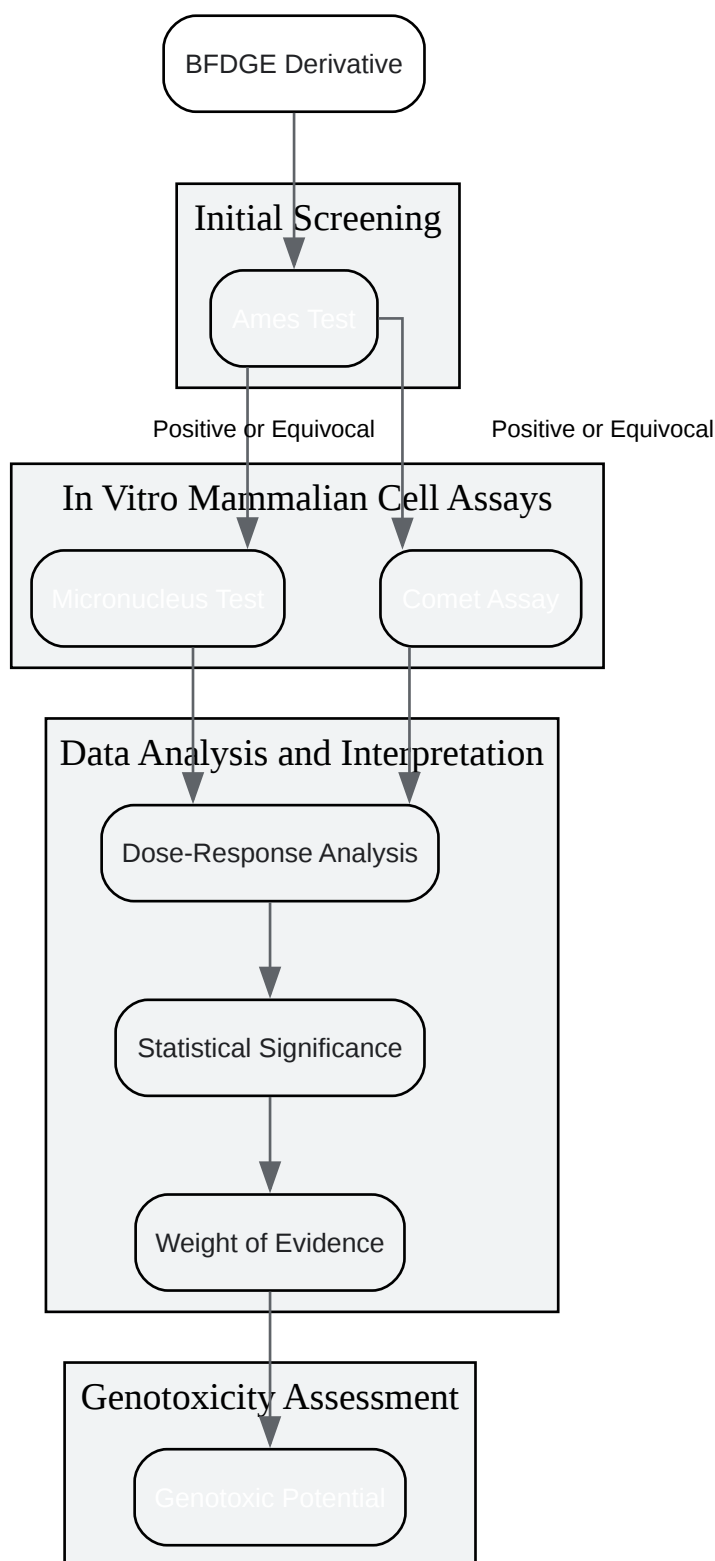 BFDGE Derivative
Initial Screening
Ames Test
Positive or Equivocal
Positive or Equivocal
In Vitro Mammalian Cell Assays
Micronucleus Test
Comet Assay
Data Analysis and Interpretation
Dose-Response Analysis
Statistical Significance
Weight of Evidence
Genotoxicity Assessment
Genotoxic Potential